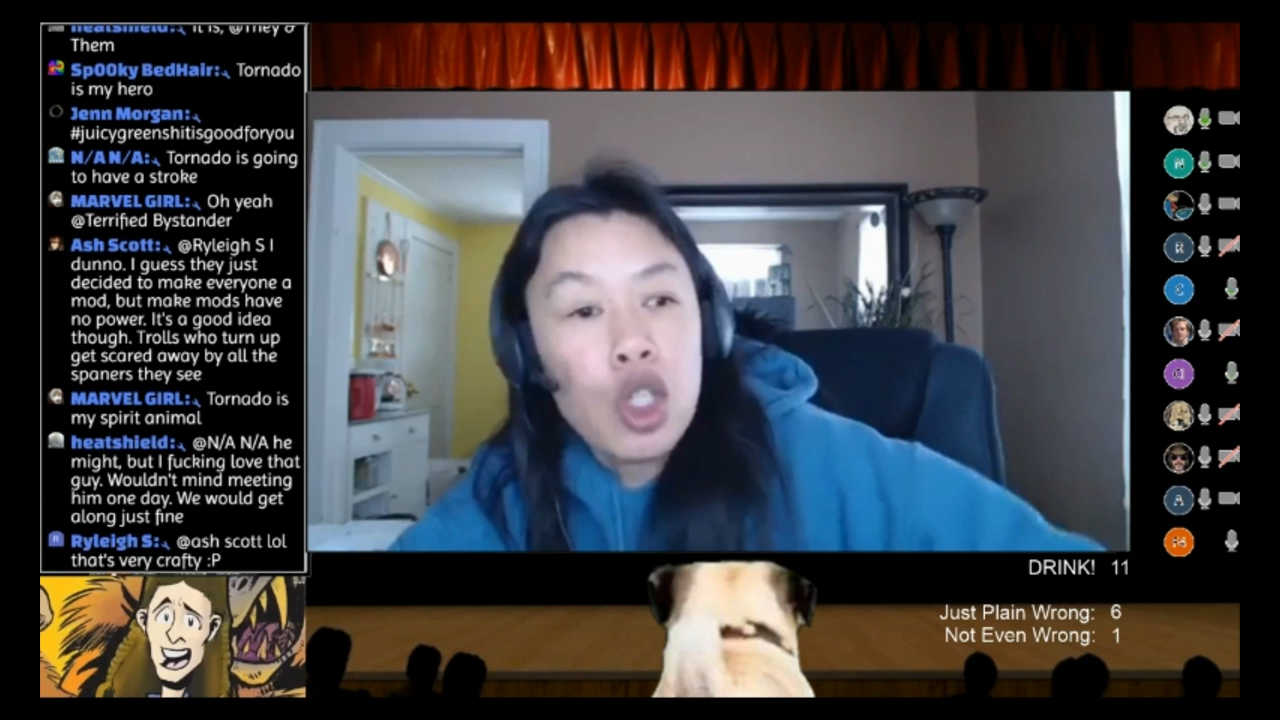 heatshield: It is, @They &
Them
Sp00ky BedHair: Tornado
is my hero
Jenn Morgan:
#juicygreenshitisgoodforyou
N/A N/A: Tornado is going
to have a stroke
MARVEL GIRL: Oh yeah
@Terrified Bystander
Ash Scott: @Ryleigh S I
dunno. I guess they just
decided to make everyone a
mod, but make mods have
no power. It's a good idea
though. Trolls who turn up
get scared away by all the
spaners they see
MARVEL GIRL: Tornado is
my spirit animal
heatshield: @N/A N/A he
might, but I fucking love that
guy. Wouldn't mind meeting
him one day. We would get
along just fine
Ryleigh S: @ash scott lol
that's very crafty :P
DRINK! 11
Just Plain Wrong: 6
Not Even Wrong: 1
N
R
A